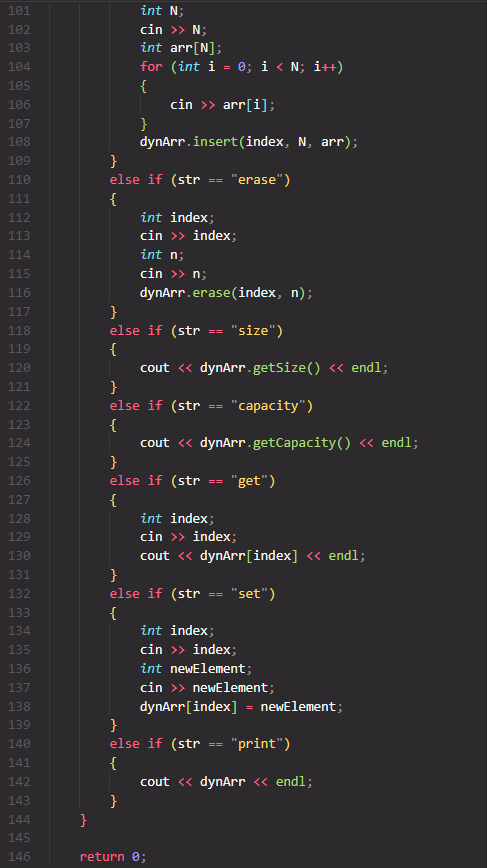 101 int N;
102 cin >> N;
103 int arr[N];
104 for (int i = 0; i < N; i++)
105 {
106 cin >> arr[i];
107 }
108 dynArr.insert(index, N, arr);
109 }
110 else if (str == "erase")
111 {
112 int index;
113 cin >> index;
114 int n;
115 cin >> n;
116 dynArr.erase(index, n);
117 }
118 else if (str == "size")
119 {
120 cout << dynArr.getSize() << endl;
121 }
122 else if (str == "capacity")
123 {
124 cout << dynArr.getCapacity() << endl;
125 }
126 else if (str == "get")
127 {
128 int index;
129 cin >> index;
130 cout << dynArr[index] << endl;
131 }
132 else if (str == "set")
133 {
134 int index;
135 cin >> index;
136 int newElement;
137 cin >> newElement;
138 dynArr[index] = newElement;
139 }
140 else if (str == "print")
141 {
142 cout << dynArr << endl;
143 }
144 }
145
146 return 0;